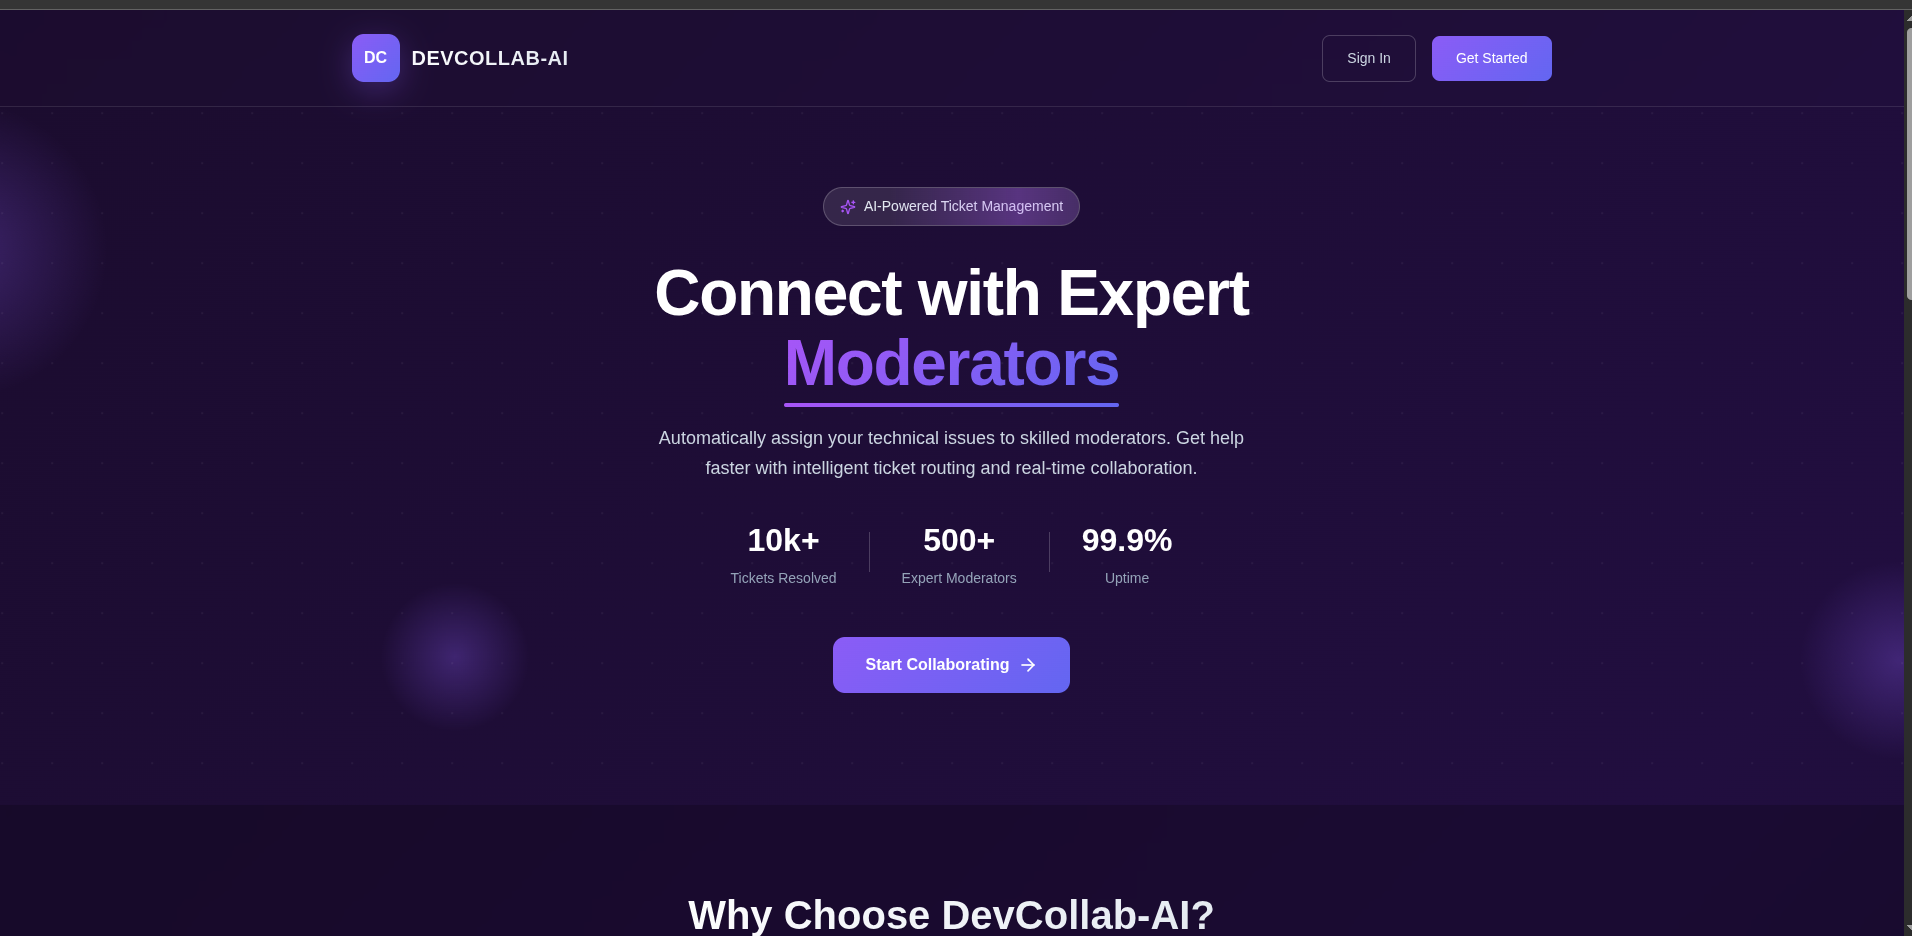 DC
DEVCOLLAB-AI
Sign In
Get Started
AI-Powered Ticket Management
Connect with Expert
Moderators
Automatically assign your technical issues to skilled moderators. Get help
faster with intelligent ticket routing and real-time collaboration.
10k+
500+
99.9%
Tickets Resolved
Expert Moderators
Uptime
Start Collaborating
Why Choose DevCollab-AI?